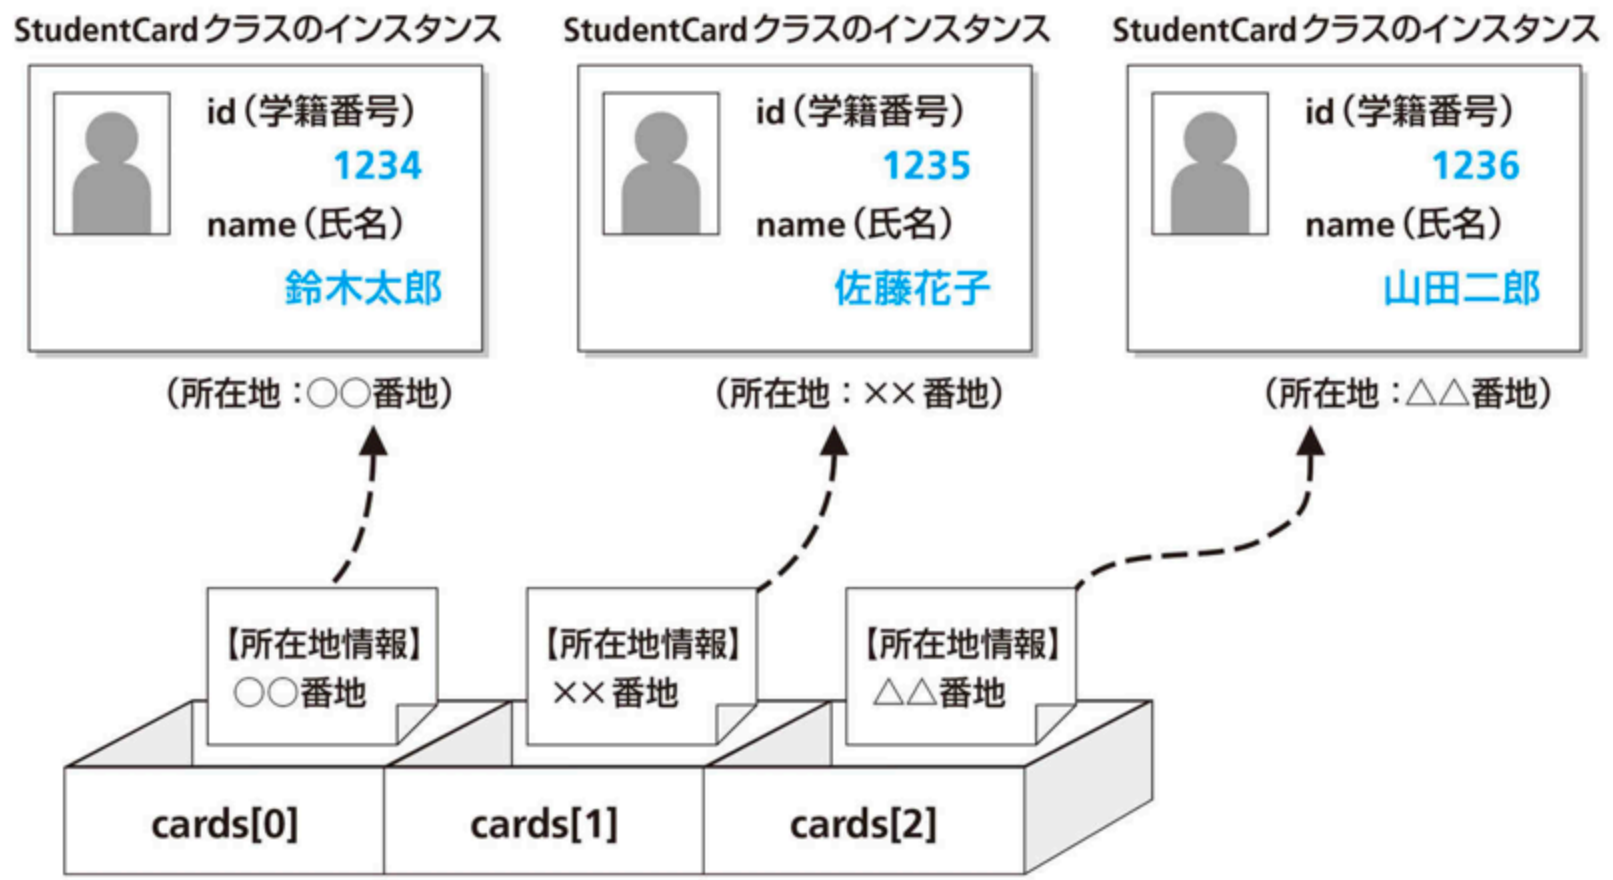 StudentCardクラスのインスタンス
id（学籍番号）
1234
name（氏名）
鈴木太郎
（所在地：○○番地）
StudentCardクラスのインスタンス
id（学籍番号）
1235
name（氏名）
佐藤花子
（所在地：××番地）
StudentCardクラスのインスタンス
id（学籍番号）
1236
name（氏名）
山田二郎
（所在地：△△番地）
【所在地情報】
○○番地
【所在地情報】
××番地
【所在地情報】
△△番地
cards[0]
cards[1]
cards[2]